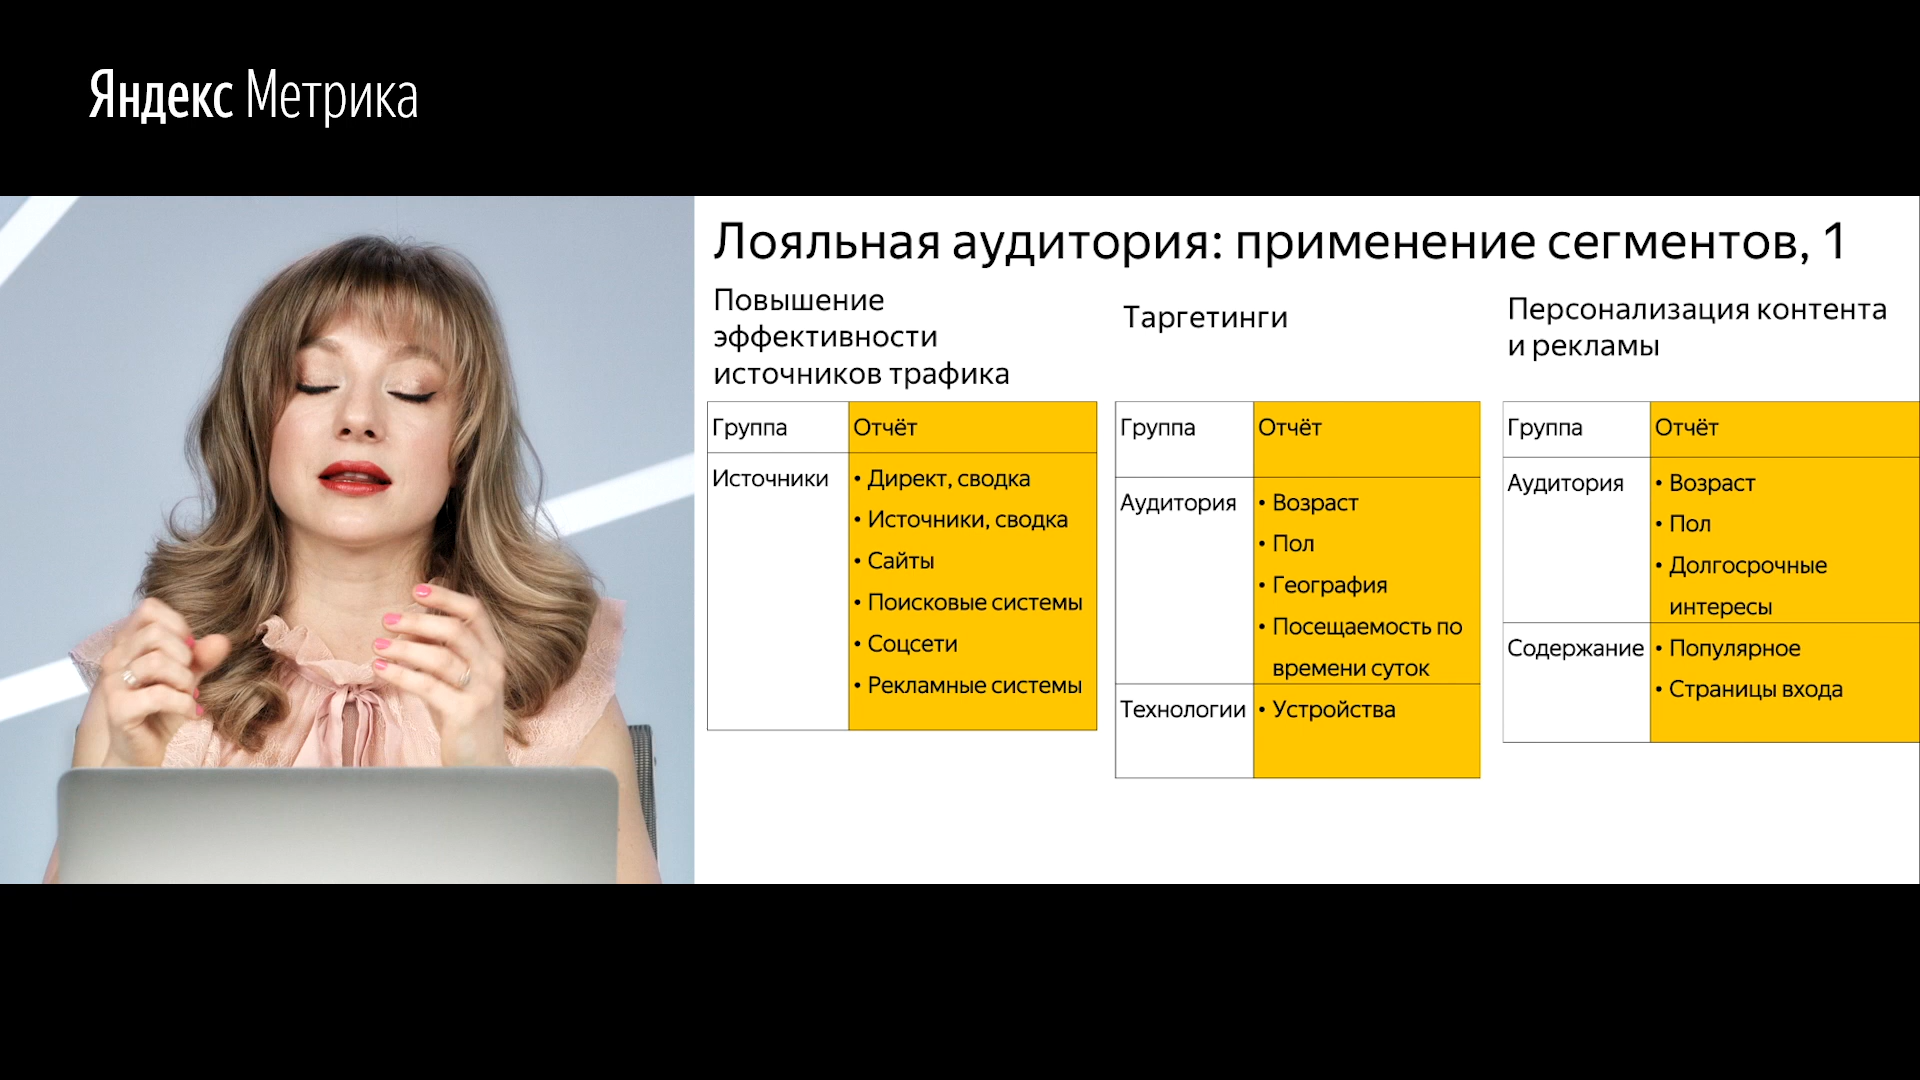 Яндекс Метрика
Лояльная аудитория: применение сегментов, 1
Повышение
эффективности
источников трафика
Группа
Отчёт
Источники
• Директ, сводка
• Источники, сводка
• Сайты
• Поисковые системы
• Соцсети
• Рекламные системы
Таргетинги
Группа
Отчёт
Аудитория
• Возраст
• Пол
• География
• Посещаемость по
времени суток
Технологии
• Устройства
Персонализация контента
и рекламы
Группа
Отчёт
Аудитория
• Возраст
• Пол
• Долгосрочные
интересы
Содержание
• Популярное
• Страницы входа